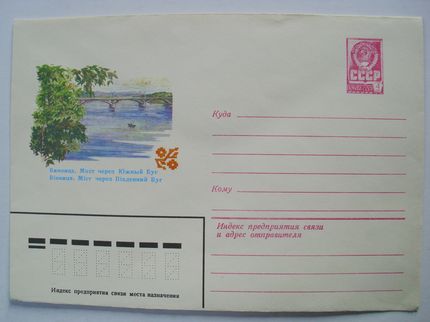 СССР
4
Куда
Винница. Мост через Южный Буг
Вінниця. Міст через Південний Буг
Кому
Индекс предприятия связи
и адрес отправителя
Индекс предприятия связи места назначения